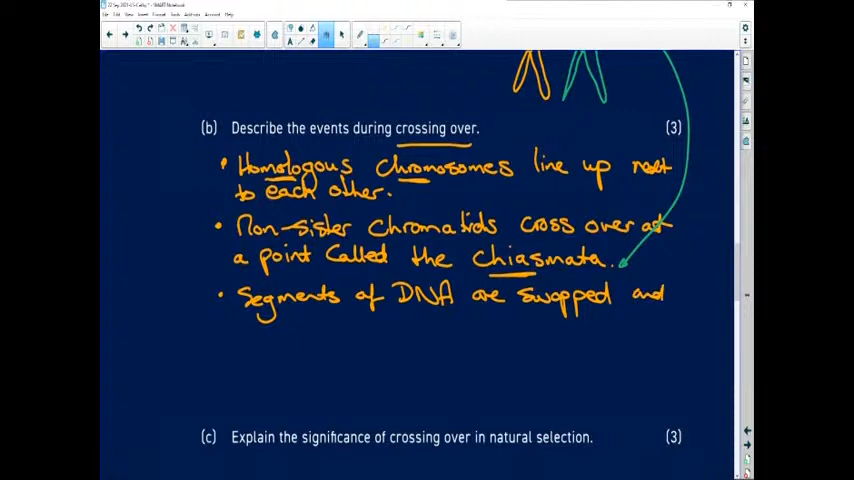 (b) Describe the events during crossing over. (3)
• Homologous chromosomes line up next
to each other.
• Non-sister chromatids cross over at
a point called the chiasmata.
• Segments of DNA are swapped and
(c) Explain the significance of crossing over in natural selection. (3)